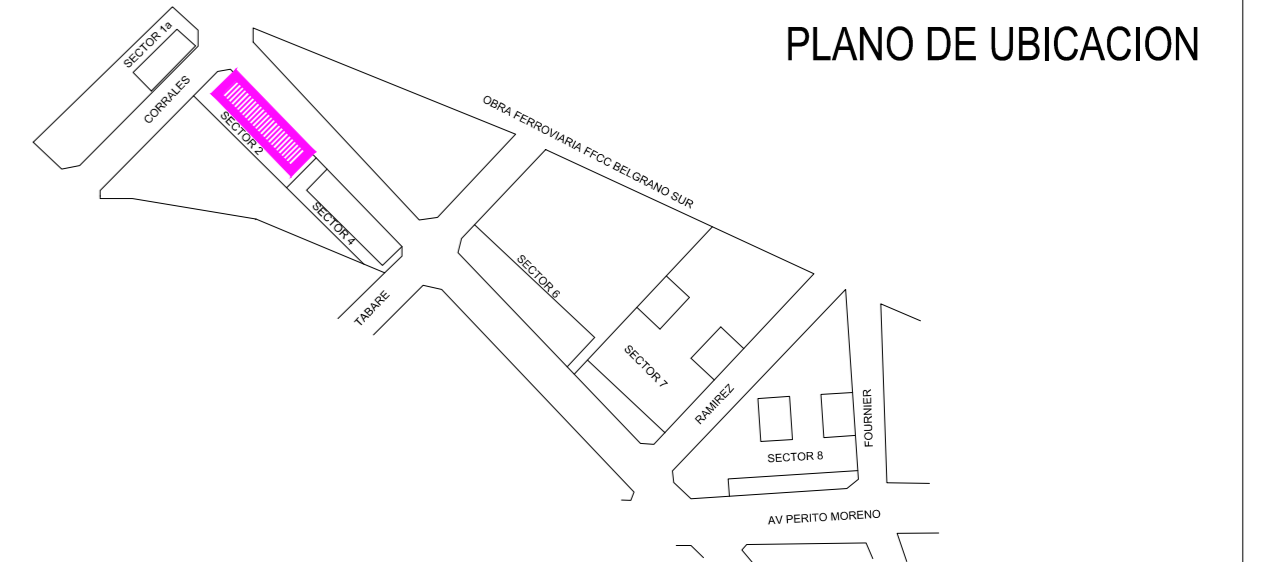 PLANO DE UBICACION
SECTOR 1a
CORRALES
SECTOR 2
OBRA FERROVIARIA FFCC BELGRANO SUR
SECTOR 4
TABARE
SECTOR 6
SECTOR 7
RAMIREZ
FOURNIER
SECTOR 8
AV PERITO MORENO